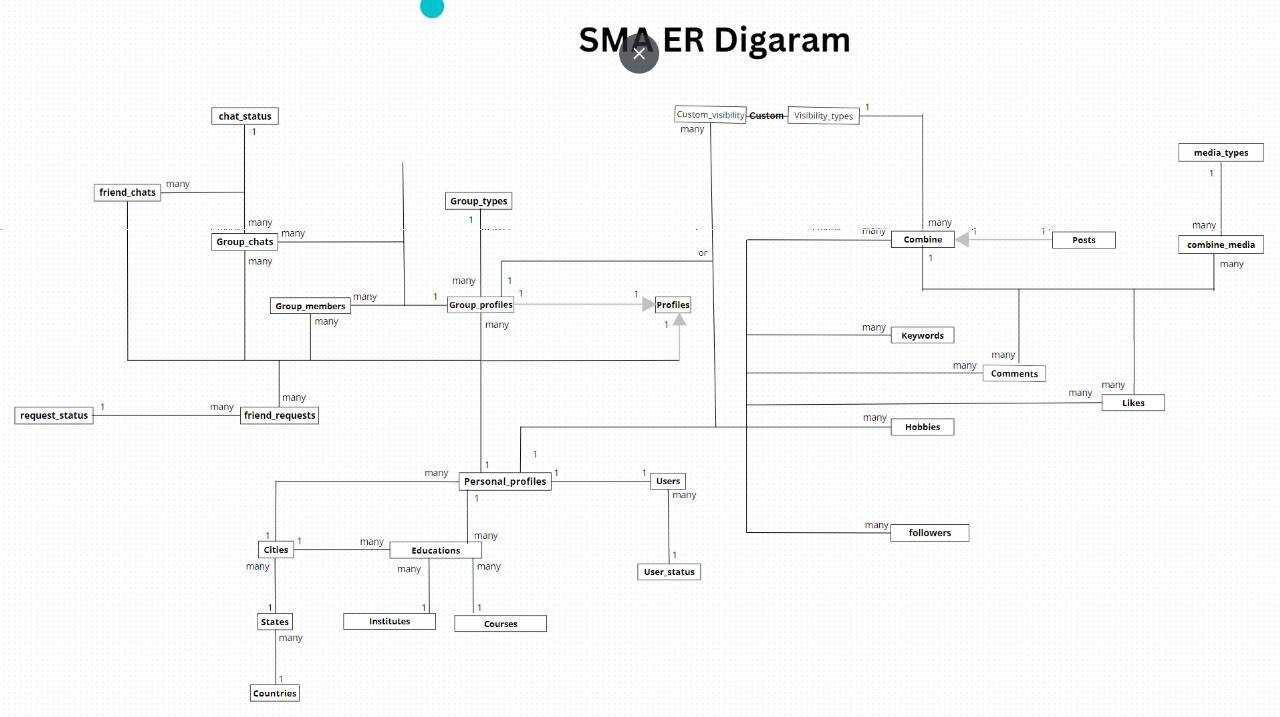 SMA ER Digaram
chat_status
1
Custom_visibility
Custom
Visibility_types
1
many
media_types
1
friend_chats
many
Group_types
1
many
Group_chats
many
many
many
many
Combine
1
1
Posts
1
many
combine_media
many
or
many
1
Group_members
many
1
Group_profiles
1
1
Profiles
many
many
1
many
Keywords
many
many
Comments
many
many
Likes
many
request_status
1
many
friend_requests
many
Hobbies
1
many
1
Personal_profiles
1
1
Users
1
many
many
followers
1
Cities
1
many
Educations
many
many
many
many
1
User_status
1
States
1
Institutes
1
Courses
many
1
Countries